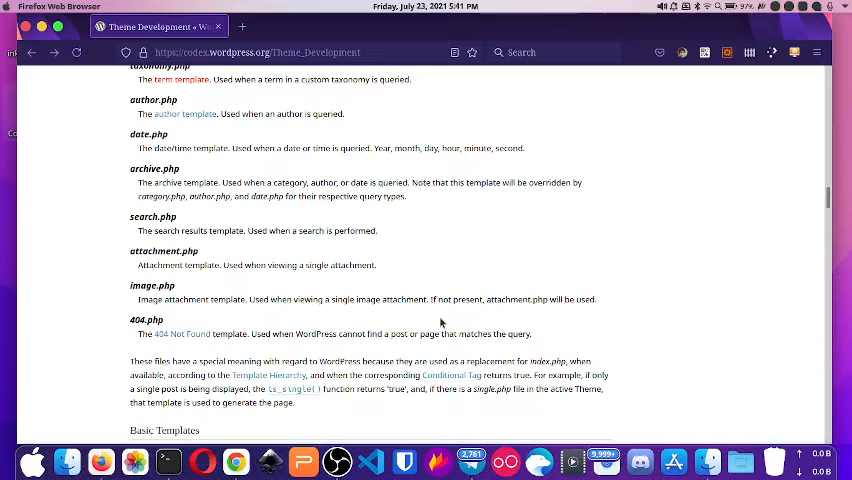 Firefox Web Browser
Friday, July 23, 2021 5:41 PM
97%
Theme Development « Wo
https://codex.wordpress.org/Theme_Development
Search
taxonomy.php
The term template. Used when a term in a custom taxonomy is queried.
author.php
The author template. Used when an author is queried.
date.php
The date/time template. Used when a date or time is queried. Year, month, day, hour, minute, second.
archive.php
The archive template. Used when a category, author, or date is queried. Note that this template will be overridden by
category.php, author.php, and date.php for their respective query types.
search.php
The search results template. Used when a search is performed.
attachment.php
Attachment template. Used when viewing a single attachment.
image.php
Image attachment template. Used when viewing a single image attachment. If not present, attachment.php will be used.
404.php
The 404 Not Found template. Used when WordPress cannot find a post or page that matches the query.
These files have a special meaning with regard to WordPress because they are used as a replacement for index.php, when
available, according to the Template Hierarchy, and when the corresponding Conditional Tag returns true. For example, if only
a single post is being displayed, the is_single() function returns 'true', and, if there is a single.php file in the active Theme,
that template is used to generate the page.
Basic Templates
2,761
9,999+
0.0 B
0.0 B